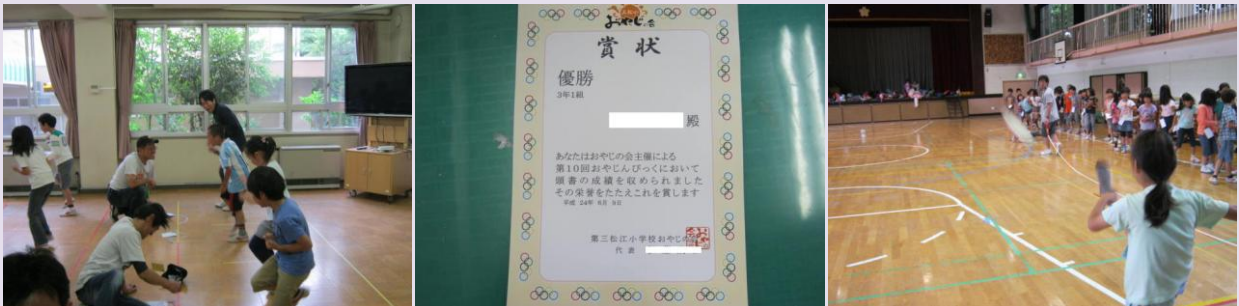 おやじの会
賞状
優勝
3年1組
殿
あなたはおやじの会主催による
第10回おやじんぴっくにおいて
頭書の成績を収められました
その栄誉をたたえこれを賞します
平成 24年 6月 9日
第三松江小学校おやじの会
代表